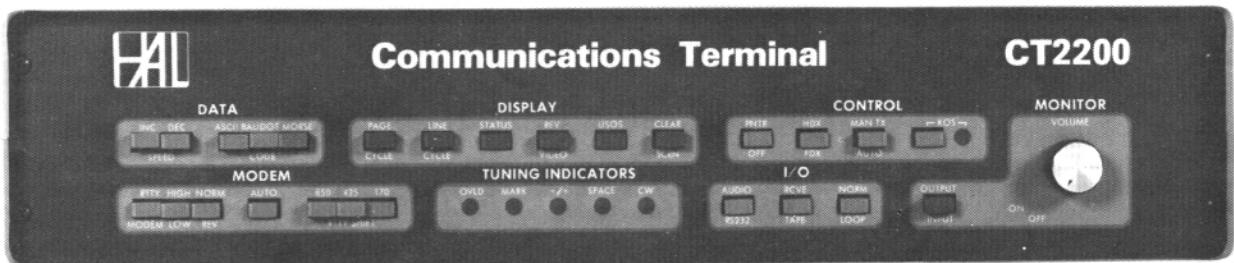 HAL
Communications Terminal
CT2200
DATA
INC DEC ASCII BAUDOT MORSE
SPEED CODE
DISPLAY
PAGE LINE STATUS REV USOS CLEAR
CYCLE CYCLE VIDEO SCRN
CONTROL
PNTR HDX MAN TX KOS
OFF FDX AUTO
MONITOR
VOLUME
MODEM
RTTY HIGH NORM AUTO 850 425 170
MODEM LOW REV SHIFT
TUNING INDICATORS
OVLD MARK -/+ SPACE CW
I/O
AUDIO RCVE NORM
RS232 TAPE LOOP
OUTPUT
INPUT
ON
OFF